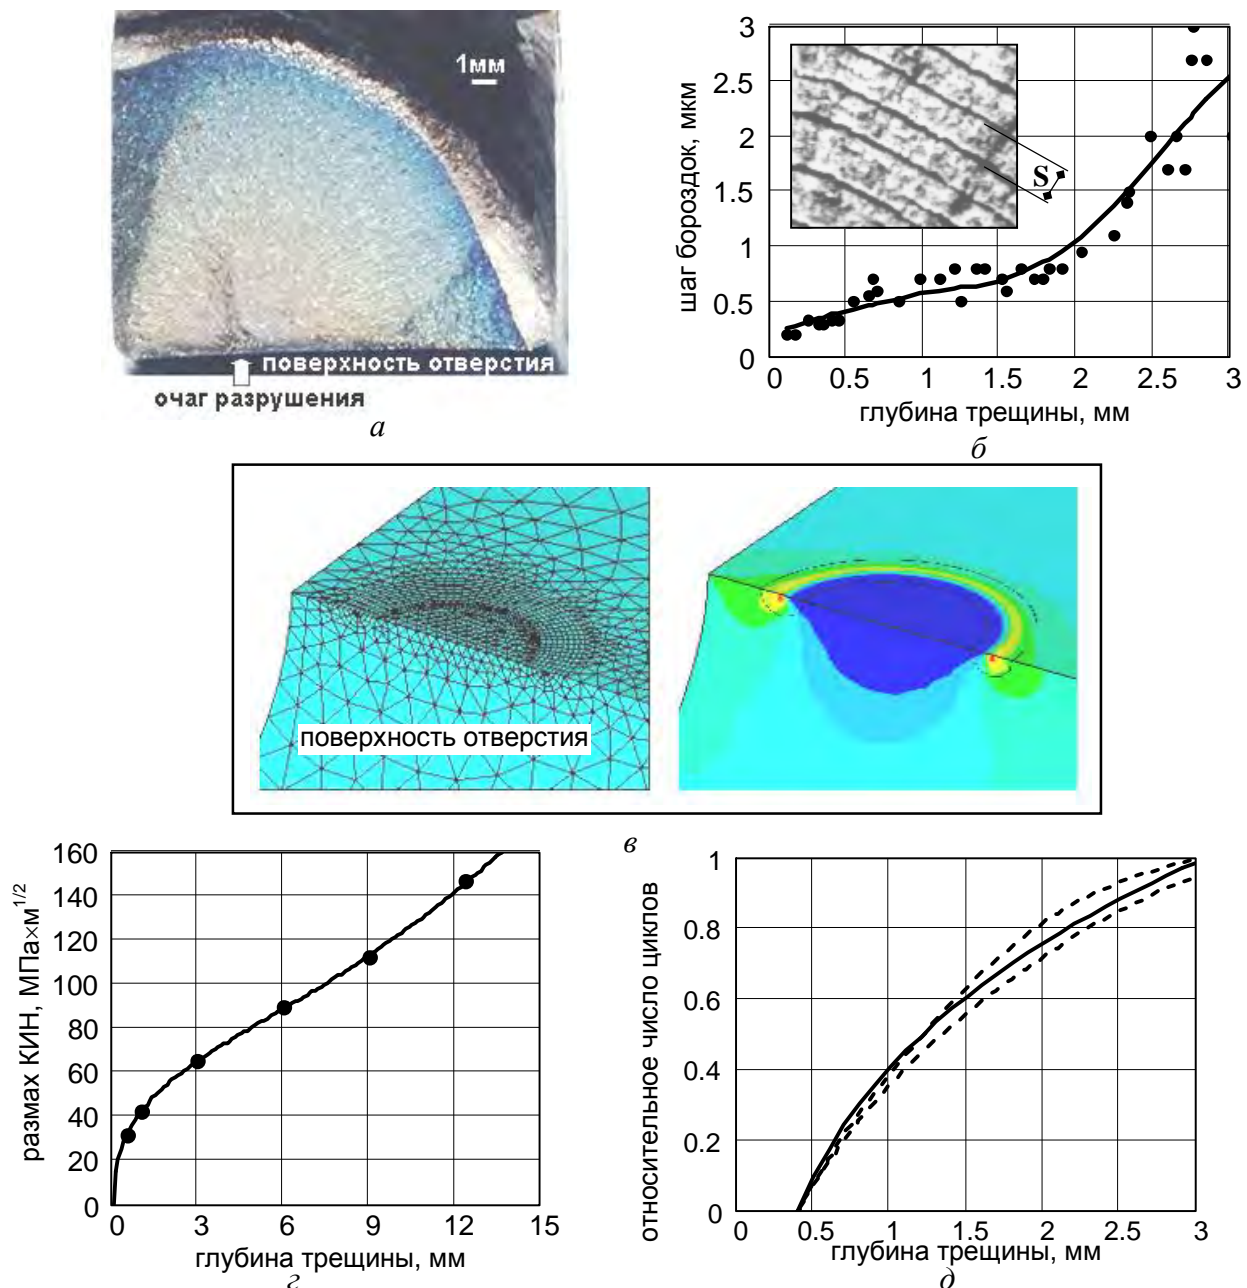 1мм
поверхность отверстия
очаг разрушения
а
3
2.5
2
1.5
1
0.5
0
шаг бороздок, мкм
S
0 0.5 1 1.5 2 2.5 3
глубина трещины, мм
б
поверхность отверстия
в
160
140
120
100
80
60
40
20
0
размах КИН, МПа×м^1/2
0 3 6 9 12 15
глубина трещины, мм
г
1
0.8
0.6
0.4
0.2
0
относительное число циклов
0 0.5 1 1.5 2 2.5 3
глубина трещины, мм
д